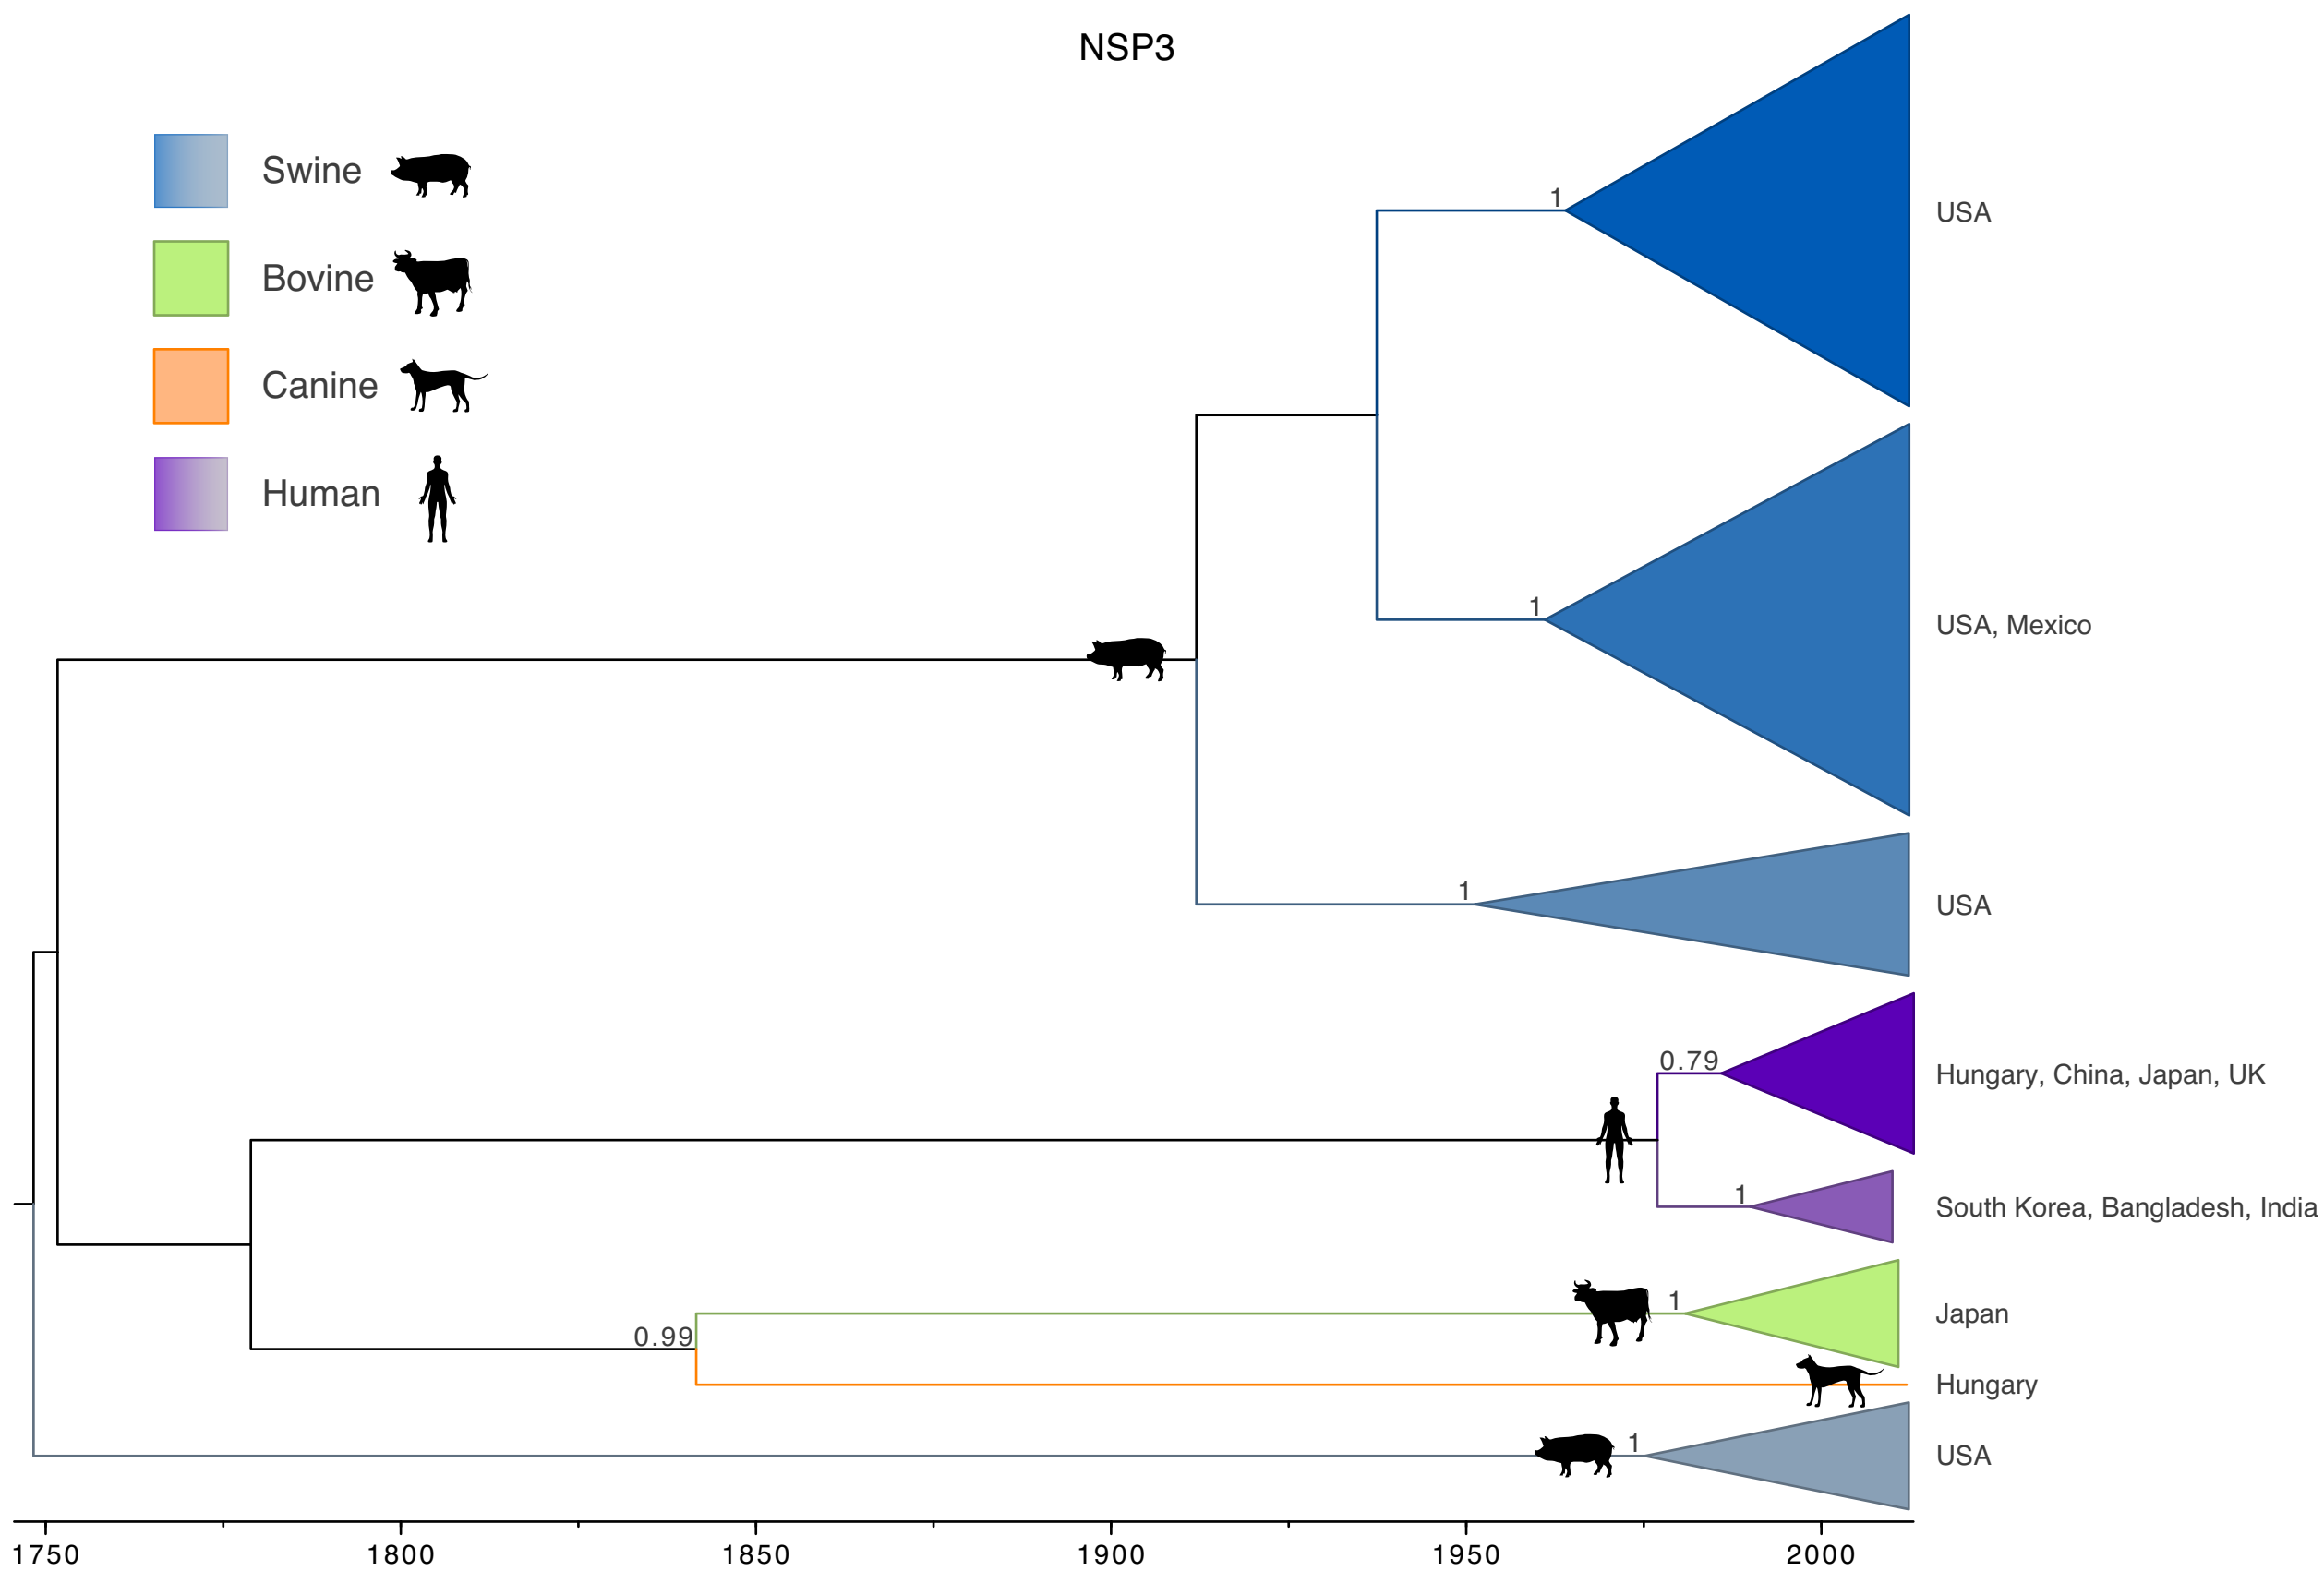 NSP3
Swine
Bovine
Canine
Human
1
USA
1
USA, Mexico
1
USA
0.79
Hungary, China, Japan, UK
1
South Korea, Bangladesh, India
1
Japan
0.99
Hungary
1
USA
1750 1800 1850 1900 1950 2000